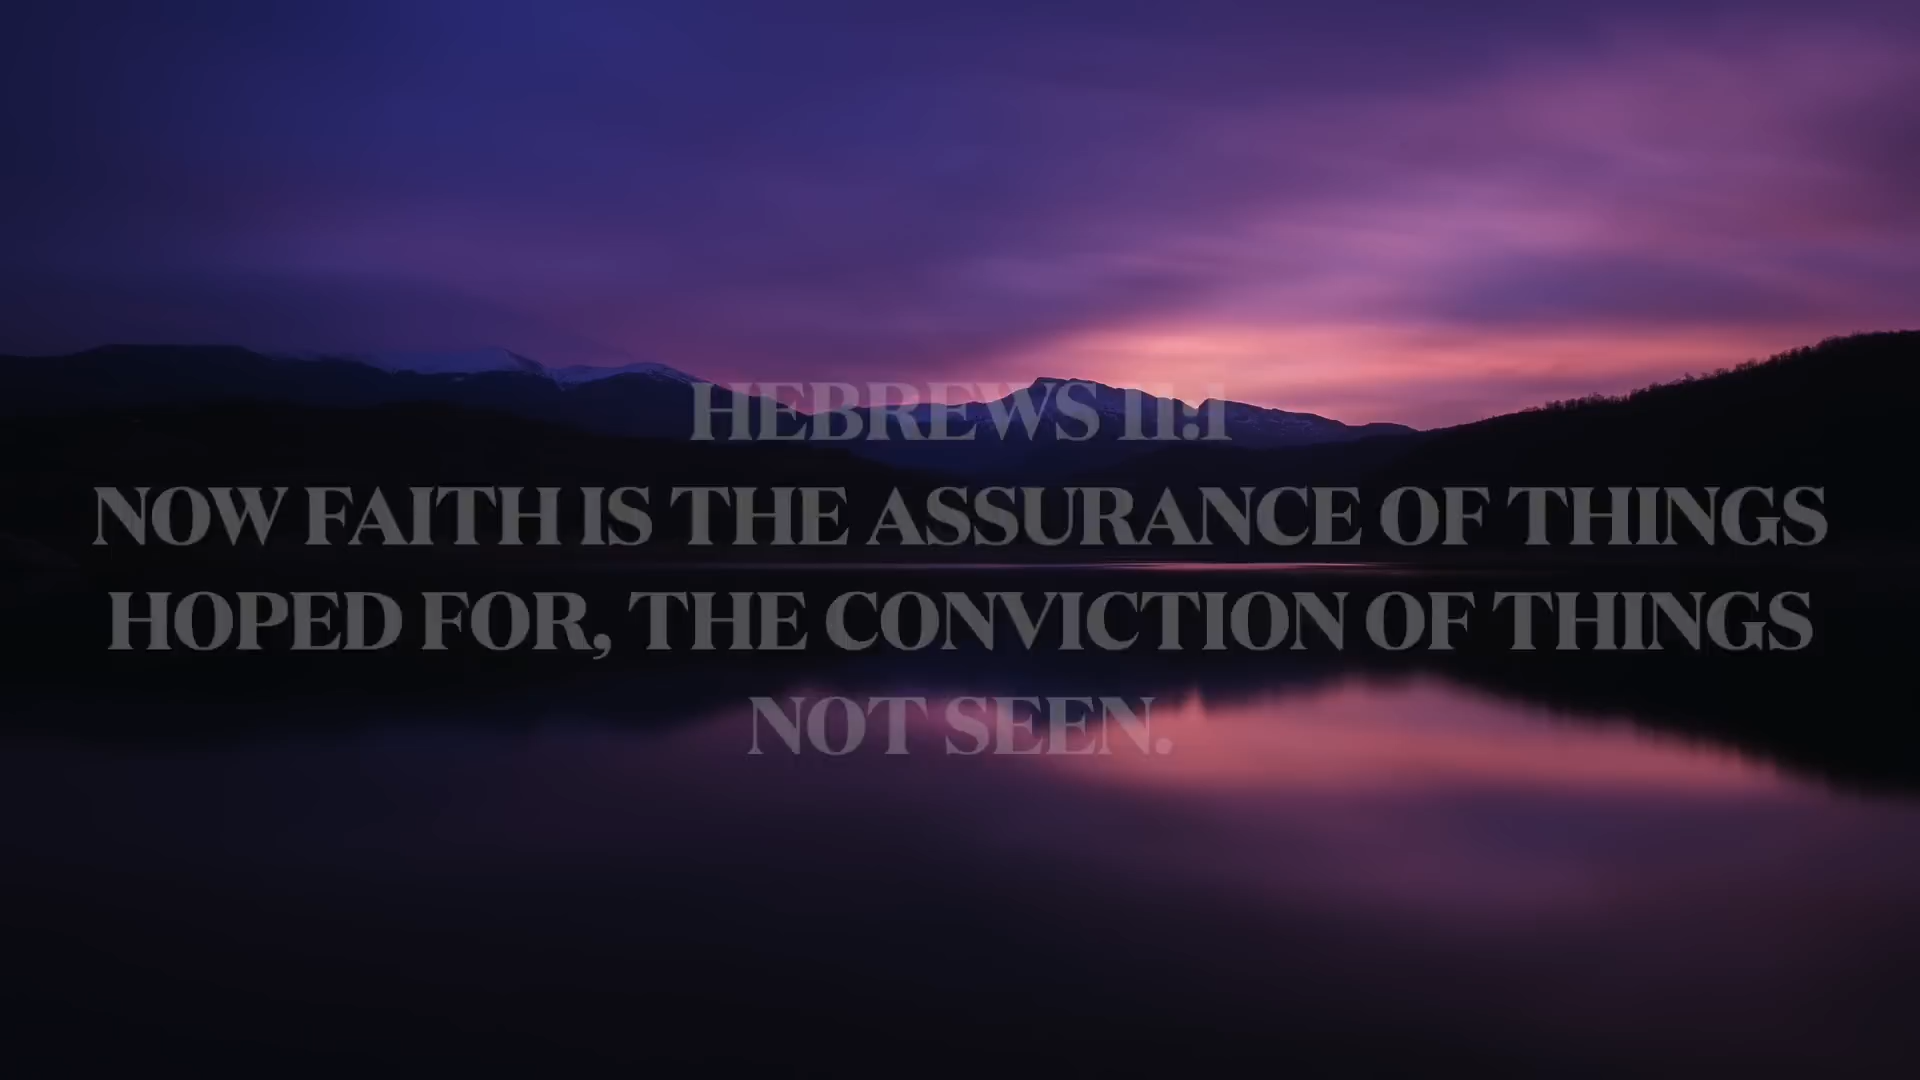 HEBREWS 11:1
NOW FAITH IS THE ASSURANCE OF THINGS
HOPED FOR, THE CONVICTION OF THINGS
NOT SEEN.